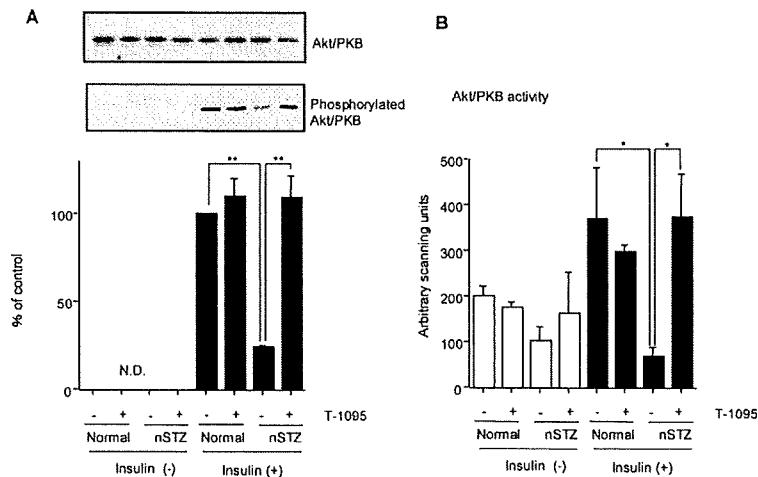 A
Akt/PKB
Phosphorylated
Akt/PKB
** **
% of control
100
50
0
N.D.
- + - + - + - + T-1095
Normal nSTZ Normal nSTZ
Insulin (-) Insulin (+)
B
Akt/PKB activity
* *
Arbitrary scanning units
500
400
300
200
100
0
- + - + - + - + T-1095
Normal nSTZ Normal nSTZ
Insulin (-) Insulin (+)